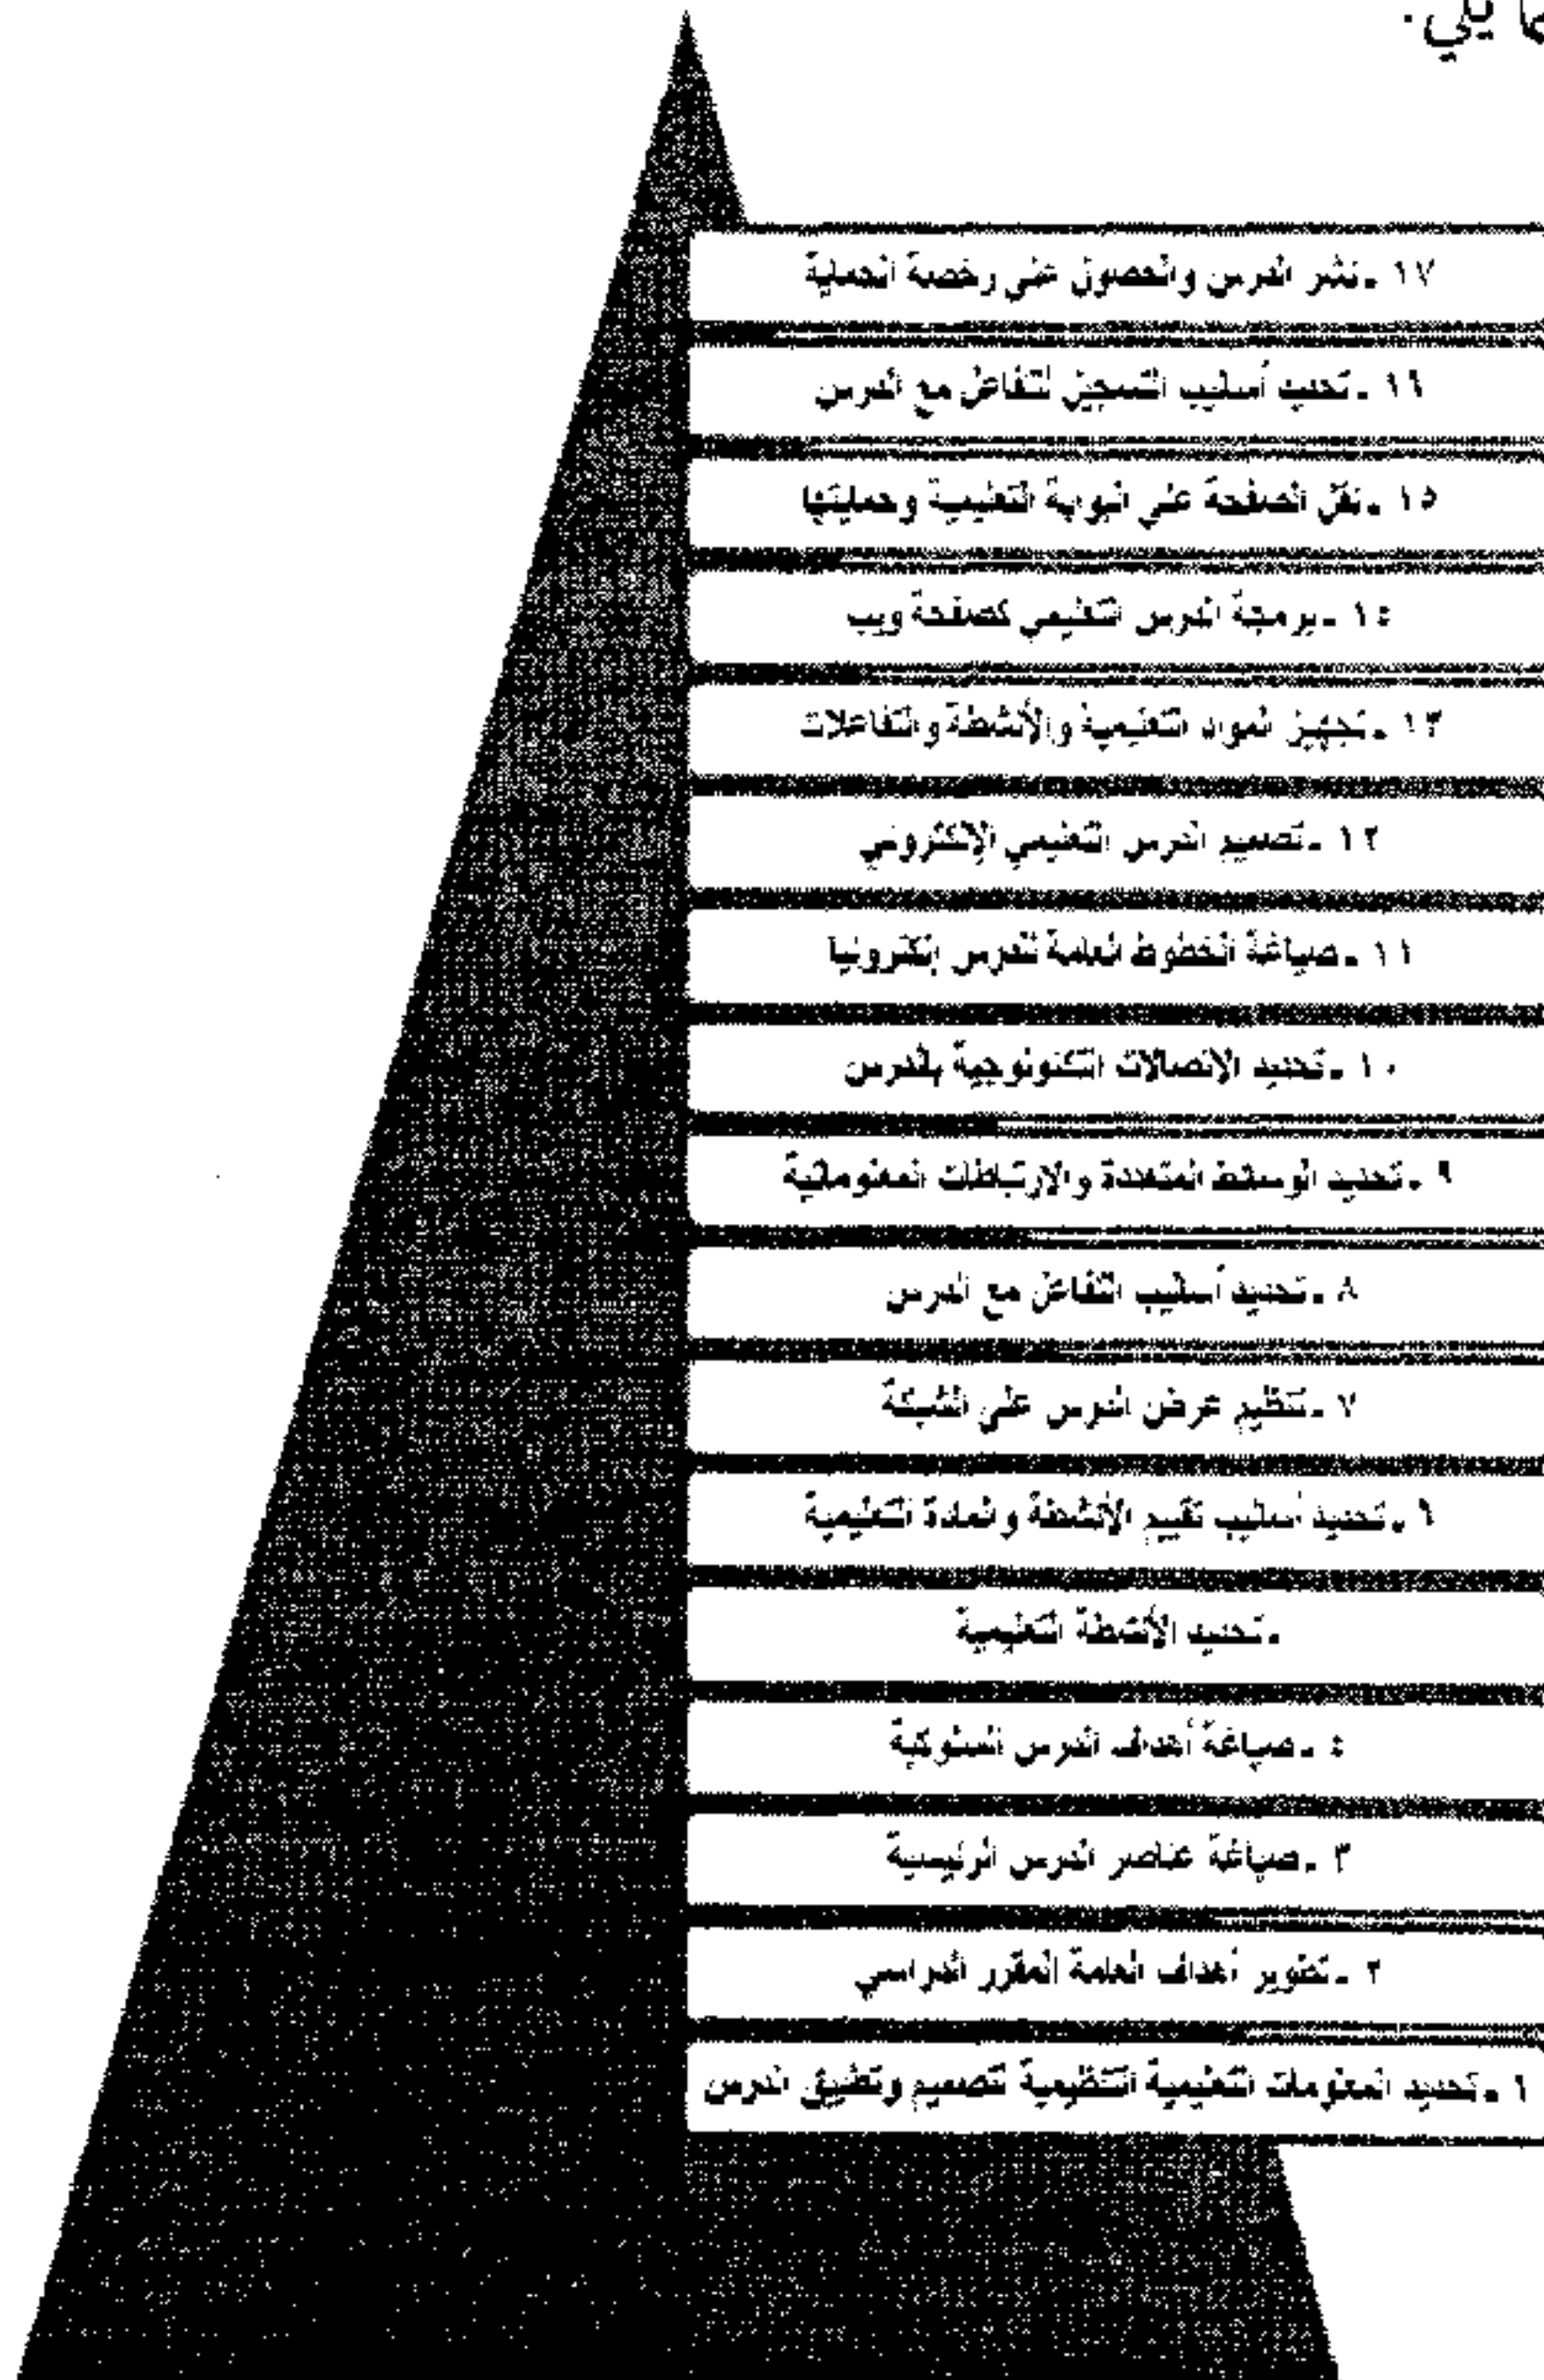 يلي.
١٧ - نشر الدرس والحصول على رخصة الحماية
١٦ - تحديد أساليب التسجيل للتفاعل مع الدرس
١٥ - نقل الصفحة على البوابة التعليمية وحمايتها
١٤ - برمجة الدرس التعليمي كصفحة ويب
١٣ - تجهيز المواد التعليمية والأنشطة والتفاعلات
١٢ - تصميم الدرس التعليمي الإلكتروني
١١ - صياغة الخطوط العامة للدرس إلكترونيا
١٠ - تحديد الاتصالات التكنولوجية بالدرس
٩ - تحديد الوسائط المتعددة والارتباطات المعلوماتية
٨ - تحديد أساليب التفاعل مع الدرس
٧ - تنظيم عرض الدرس على الشبكة
٦ - تحديد أساليب تقييم الأنشطة والمادة التعليمية
- تحديد الأنشطة التعليمية
٤ - صياغة أهداف الدرس السلوكية
٣ - صياغة عناصر الدرس الرئيسية
٢ - تطوير أهداف العامة المقرر الدراسي
١ - تحديد المعلومات التعليمية التنظيمية لتصميم وتطبيق الدرس